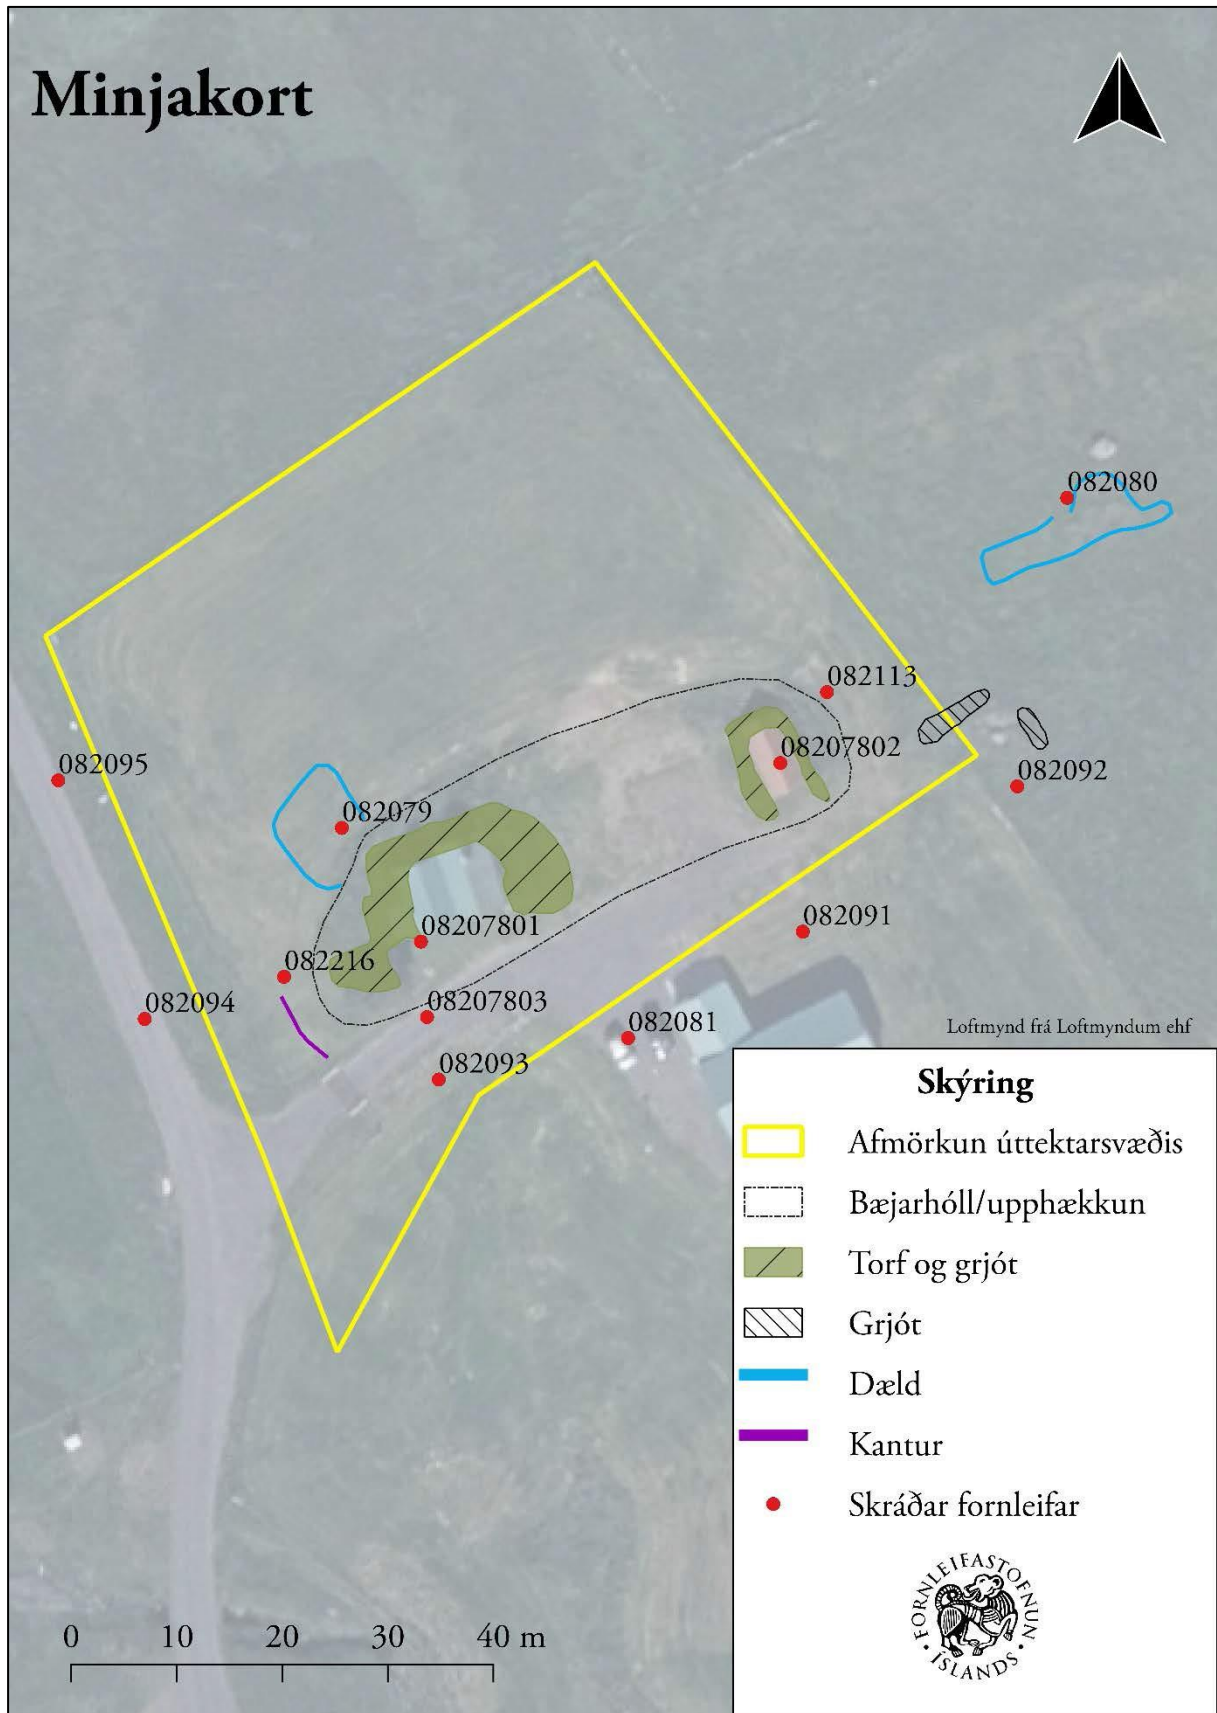 Minjakort
082080
082113
08207802
082092
082095
082079
082091
08207801
082216
082094
08207803
082081
082093
Loftmynd frá Loftmyndum ehf
Skýring
Afmörkun úttektarsvæðis
Bæjarhóll/upphækkun
Torf og grjót
Grjót
Dæld
Kantur
Skráðar fornleifar
FORNLEIFASTOFNUN
· ÍSLANDS ·
0 10 20 30 40 m